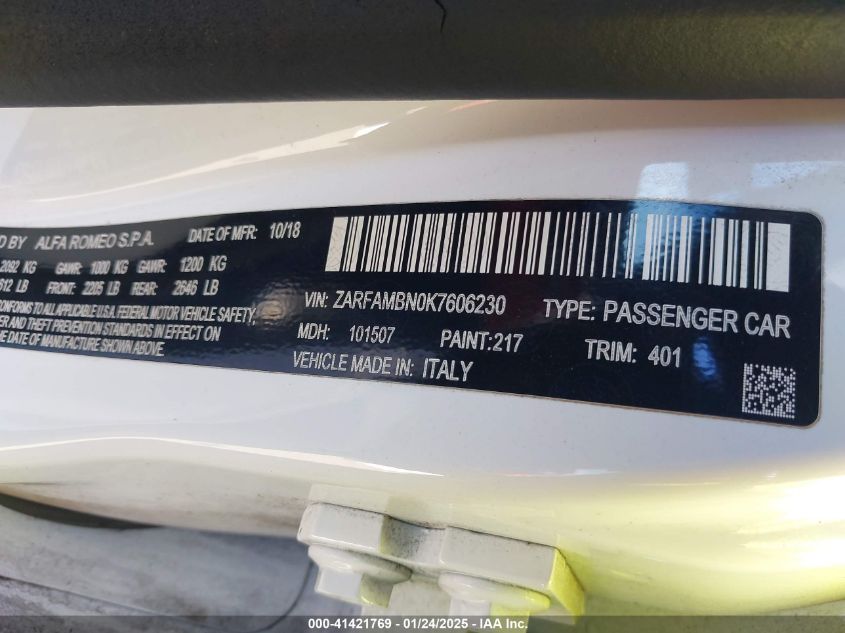 D BY ALFA ROMEO S.P.A. DATE OF MFR: 10/18
2092 KG GAWR: 1000 KG GAWR: 1200 KG
612 LB FRONT: 2205 LB REAR: 2646 LB
CONFORMS TO ALL APPLICABLE U.S.A. FEDERAL MOTOR VEHICLE SAFETY,
ER AND THEFT PREVENTION STANDARDS IN EFFECT ON
HE DATE OF MANUFACTURE SHOWN ABOVE.
VIN: ZARFAMBN0K7606230 TYPE: PASSENGER CAR
MDH: 101507 PAINT:217 TRIM: 401
VEHICLE MADE IN: ITALY
000-41421769 - 01/24/2025 - IAA Inc.